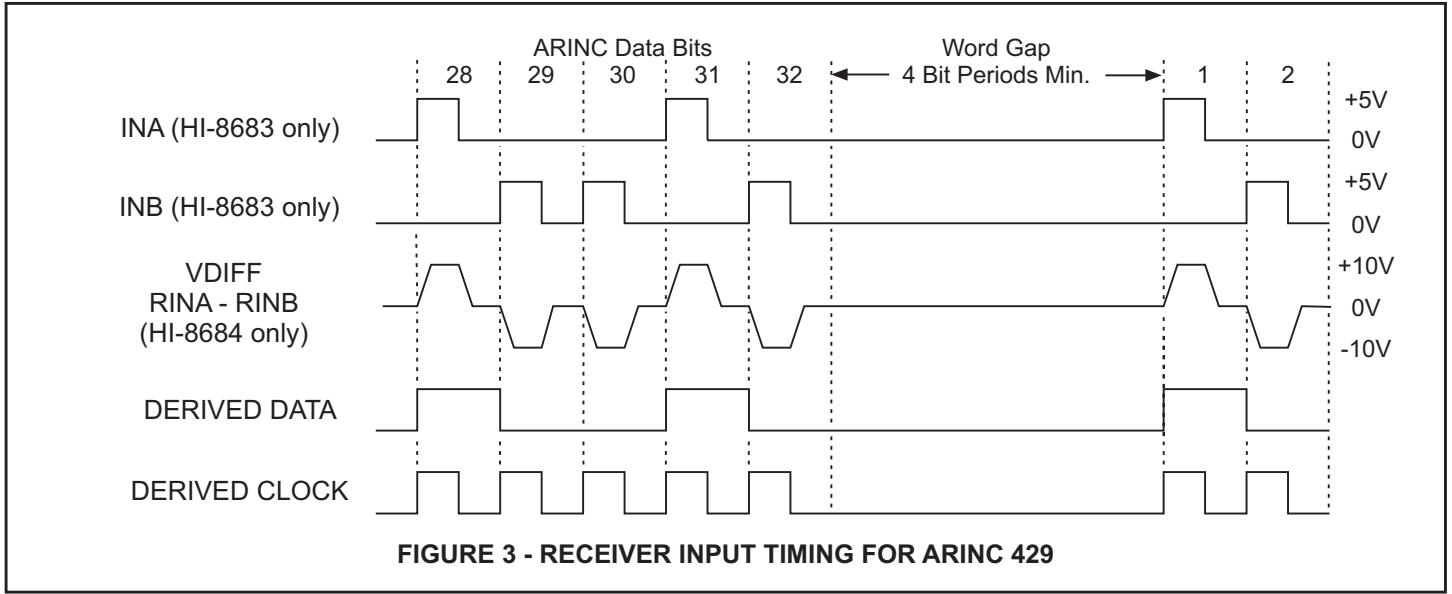 ARINC Data Bits
Word Gap
28 29 30 31 32 4 Bit Periods Min. 1 2
INA (HI-8683 only)
+5V
0V
INB (HI-8683 only)
+5V
0V
VDIFF
RINA - RINB
(HI-8684 only)
+10V
0V
-10V
DERIVED DATA
DERIVED CLOCK
FIGURE 3 - RECEIVER INPUT TIMING FOR ARINC 429